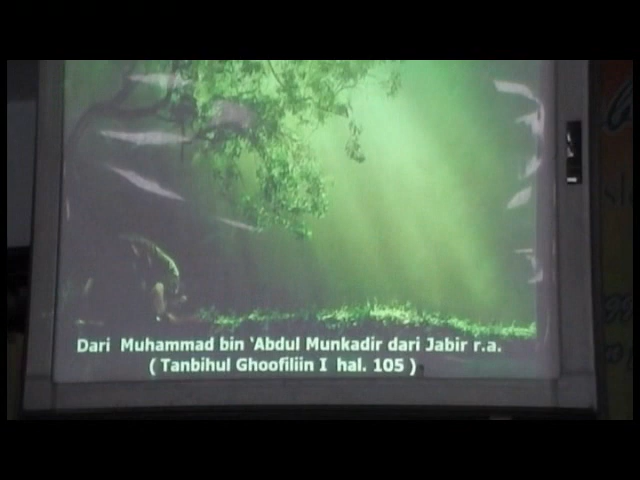 Dari Muhammad bin ‘Abdul Munkadir dari Jabir r.a.
( Tanbihul Ghoofiliin I hal. 105 )